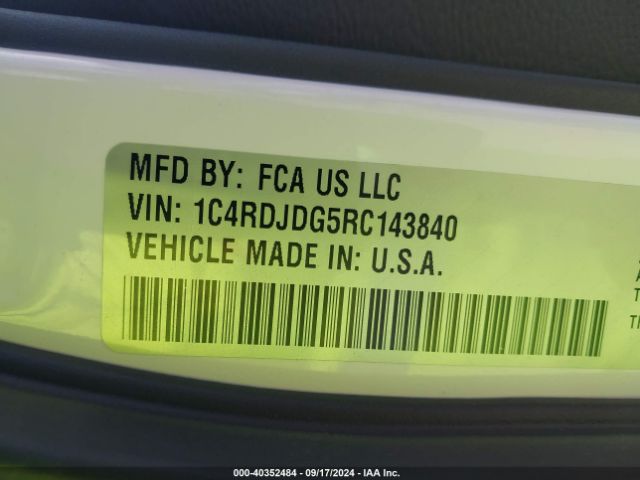 MFD BY: FCA US LLC
VIN: 1C4RDJDG5RC143840
VEHICLE MADE IN: U.S.A.
000-40352484 - 09/17/2024 - IAA Inc.